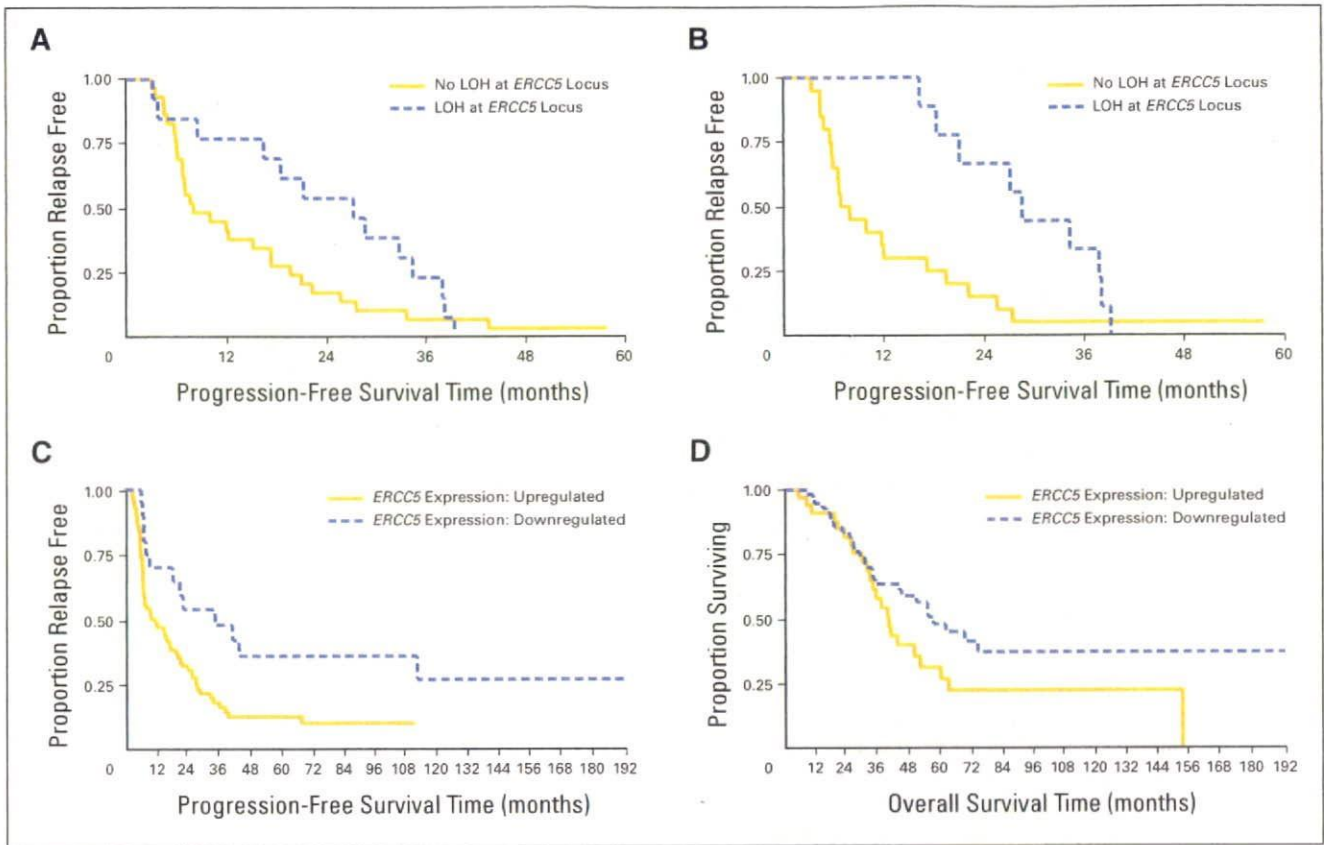 A
1.00
0.75
0.50
0.25
Proportion Relapse Free
No LOH at ERCC5 Locus
LOH at ERCC5 Locus
0 12 24 36 48 60
Progression-Free Survival Time (months)
B
1.00
0.75
0.50
0.25
Proportion Relapse Free
No LOH at ERCC5 Locus
LOH at ERCC5 Locus
0 12 24 36 48 60
Progression-Free Survival Time (months)
C
1.00
0.75
0.50
0.25
Proportion Relapse Free
ERCC5 Expression: Upregulated
ERCC5 Expression: Downregulated
0 12 24 36 48 60 72 84 96 108 120 132 144 156 168 180 192
Progression-Free Survival Time (months)
D
1.00
0.75
0.50
0.25
Proportion Surviving
ERCC5 Expression: Upregulated
ERCC5 Expression: Downregulated
0 12 24 36 48 60 72 84 96 108 120 132 144 156 168 180 192
Overall Survival Time (months)